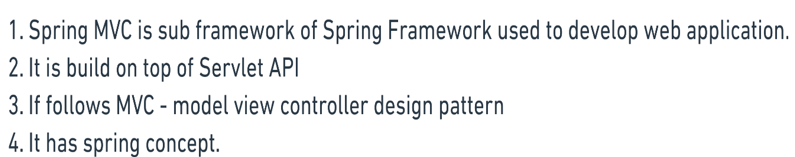 1. Spring MVC is sub framework of Spring Framework used to develop web application.
2. It is build on top of Servlet API
3. If follows MVC - model view controller design pattern
4. It has spring concept.